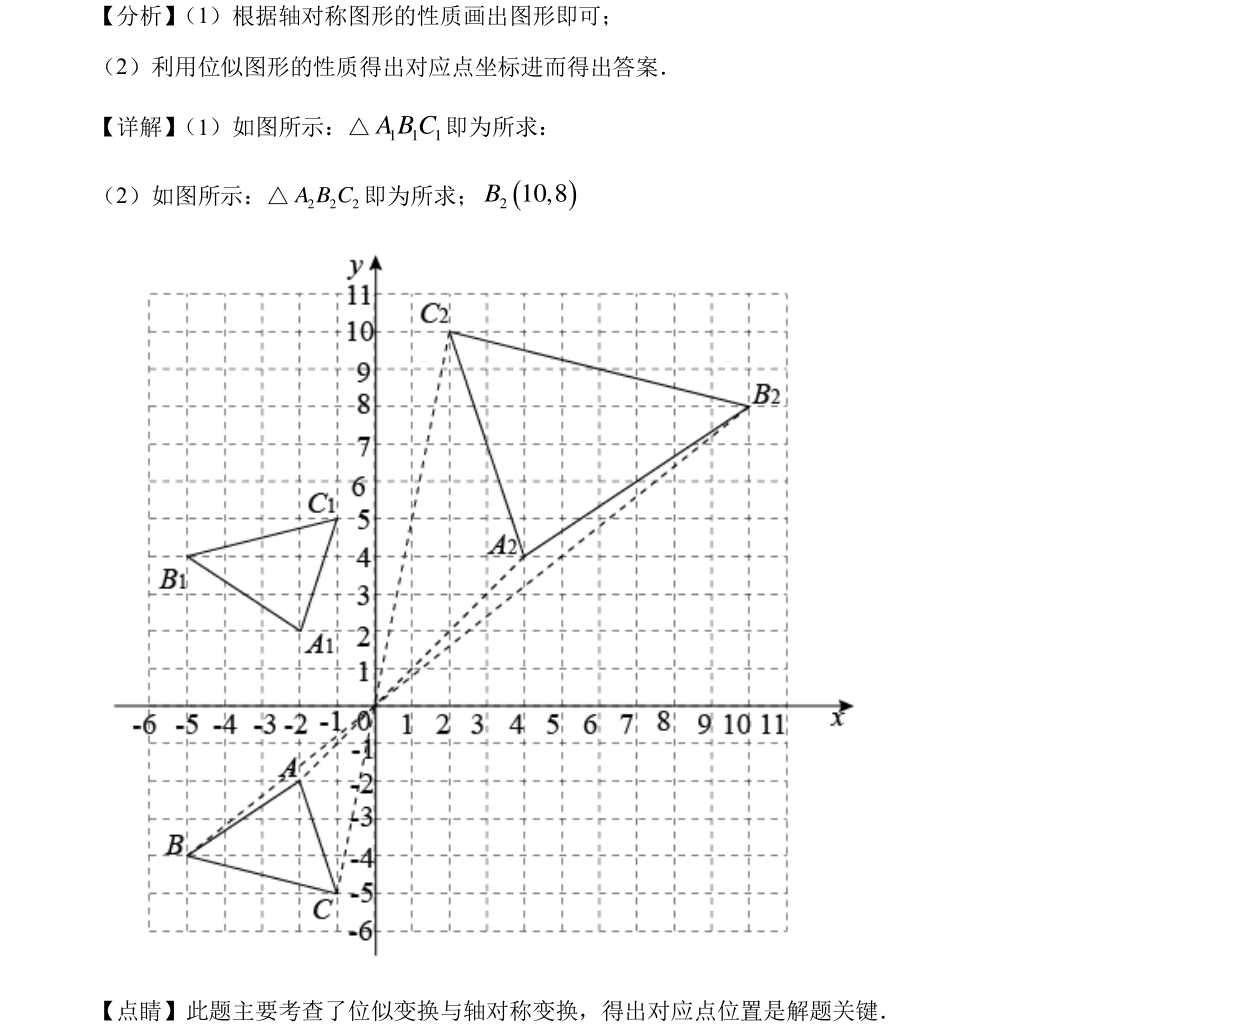 【分析】（1）根据轴对称图形的性质画出图形即可；
（2）利用位似图形的性质得出对应点坐标进而得出答案．
【详解】（1）如图所示：△A₁B₁C₁即为所求：
（2）如图所示：△A₂B₂C₂即为所求；B₂(10,8)
y
11
C2
10
9
B2
8
7
6
C1
5
A2
4
B1
3
A1
2
1
-6 -5 -4 -3 -2 -1 0 1 2 3 4 5 6 7 8 9 10 11 x
-1
A
-2
-3
B
-4
-5
C
-6
【点睛】此题主要考查了位似变换与轴对称变换，得出对应点位置是解题关键．